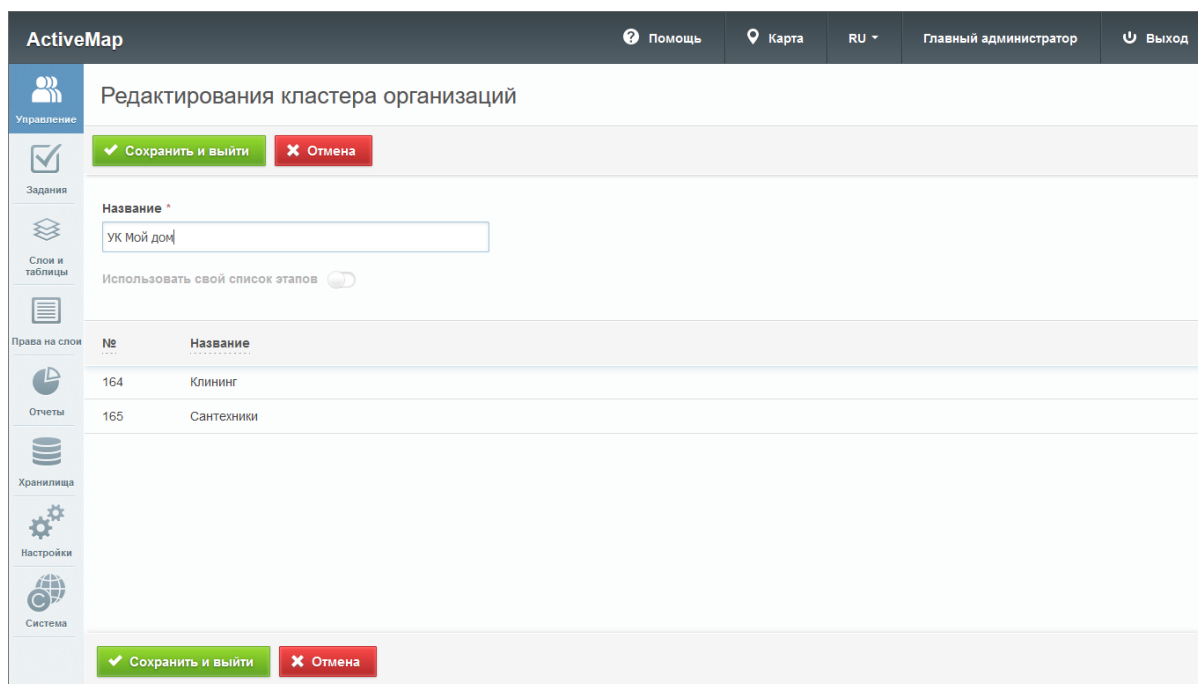 ActiveMap
Помощь
Карта
RU
Главный администратор
Выход
Управление
Задания
Слои и
таблицы
Права на слои
Отчеты
Хранилища
Настройки
Система
Редактирования кластера организаций
Сохранить и выйти
Отмена
Название *
УК Мой дом
Использовать свой список этапов
№ Название
164 Клининг
165 Сантехники
Сохранить и выйти
Отмена